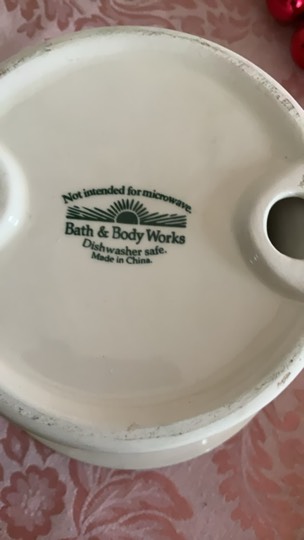 Not intended for microwave.
Bath & Body Works
Dishwasher safe.
Made in China.